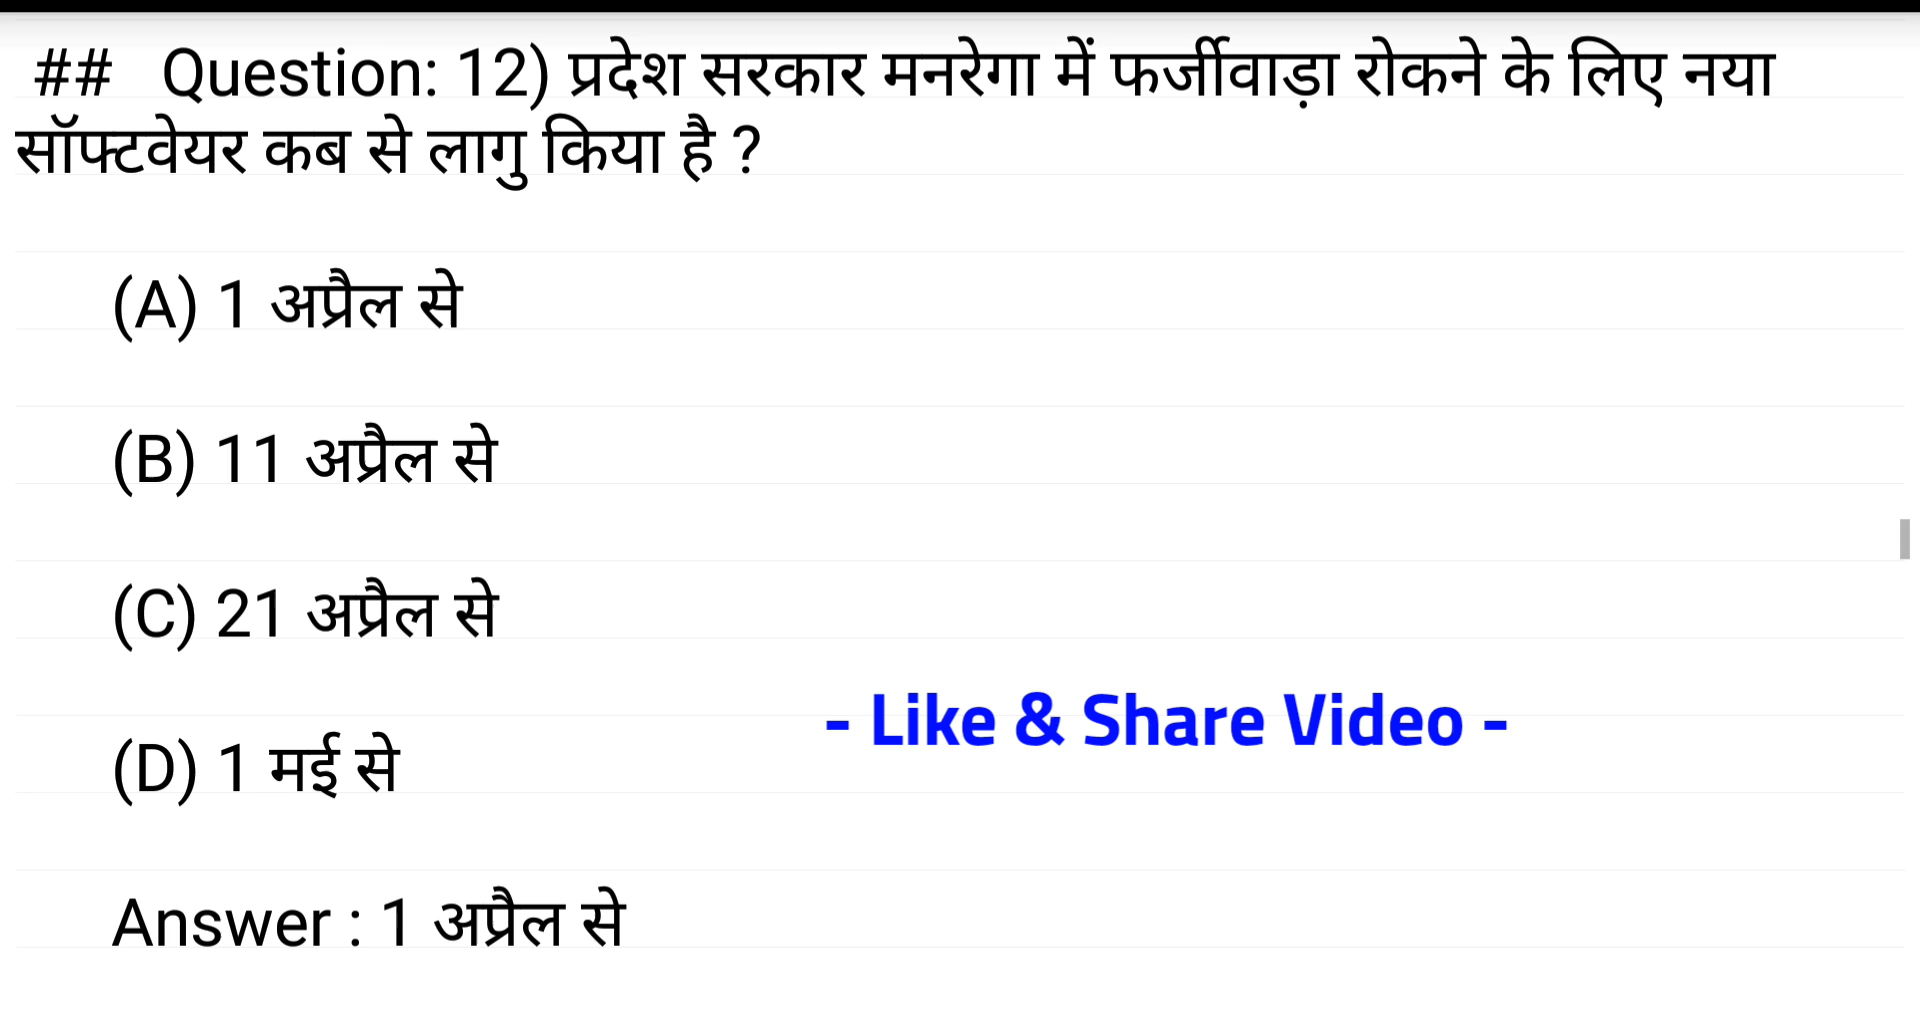 ## Question: 12) प्रदेश सरकार मनरेगा में फर्जीवाड़ा रोकने के लिए नया
सॉफ्टवेयर कब से लागु किया है ?
(A) 1 अप्रैल से
(B) 11 अप्रैल से
(C) 21 अप्रैल से
- Like & Share Video -
(D) 1 मई से
Answer : 1 अप्रैल से